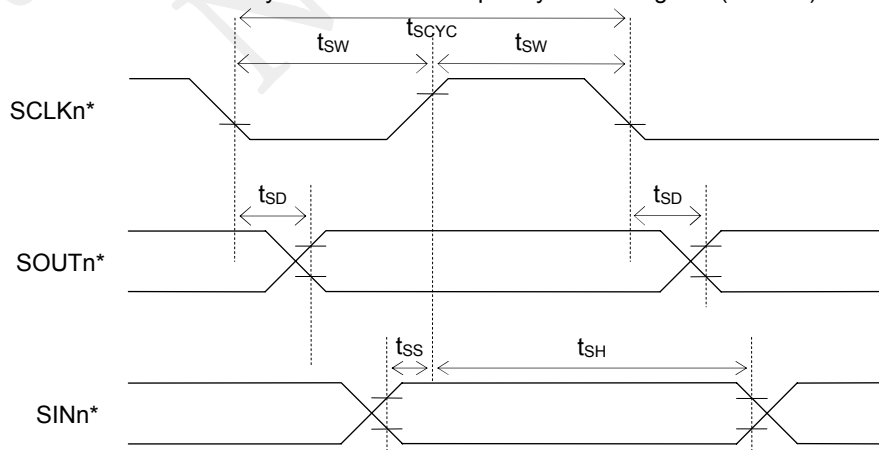 tSCYC
tSW tSW
SCLKn*
tSD tSD
SOUTn*
tSS tSH
SINn*